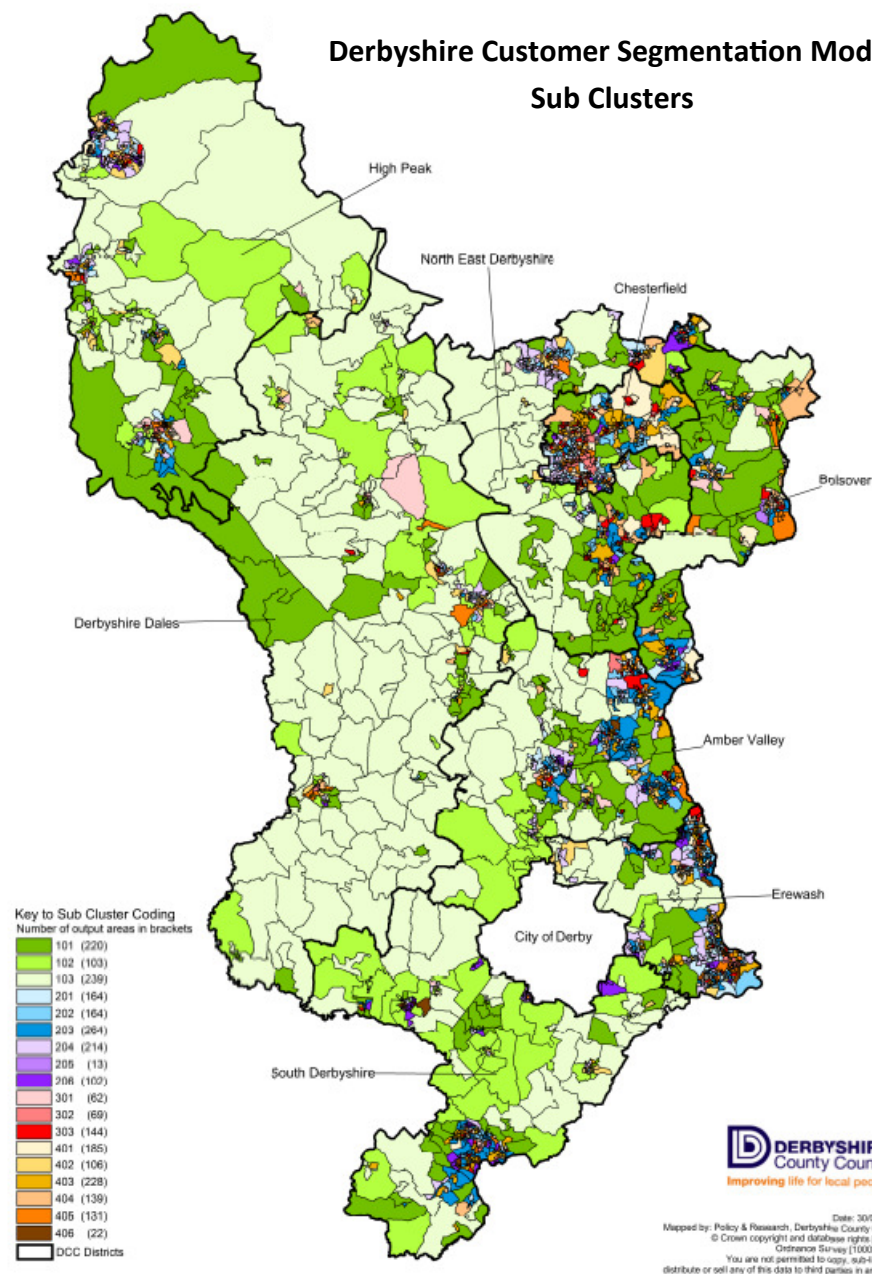 Derbyshire Customer Segmentation Mod
Sub Clusters
High Peak
North East Derbyshire
Chesterfield
Bolsover
Derbyshire Dales
Amber Valley
Erewash
City of Derby
South Derbyshire
Key to Sub Cluster Coding
Number of output areas in brackets
101 (220)
102 (103)
103 (239)
201 (164)
202 (164)
203 (264)
204 (214)
205 (13)
206 (102)
301 (62)
302 (69)
303 (144)
401 (185)
402 (106)
403 (228)
404 (139)
405 (131)
406 (22)
DCC Districts
DERBYSHIR
County Coun
Improving life for local peo
Date: 30/0
Mapped by: Policy & Research, Derbyshire County
© Crown copyright and database rights
Ordnance Survey [1000
You are not permitted to copy, sub-li
distribute or sell any of this data to third parties in an